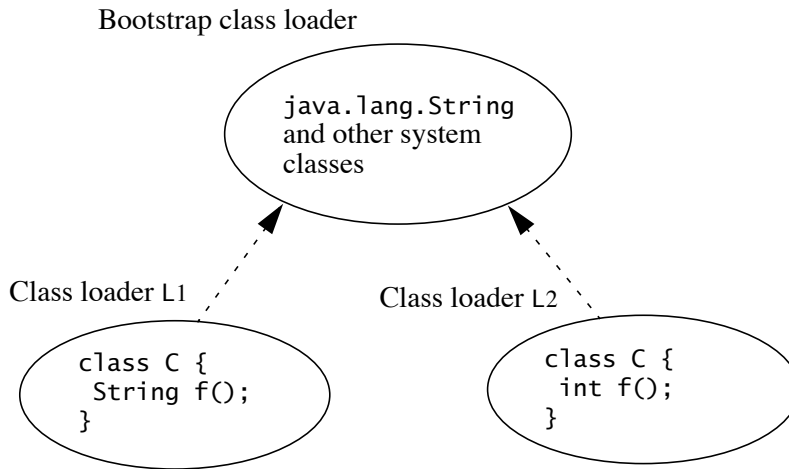 Bootstrap class loader
java.lang.String
and other system
classes
Class loader L1
class C {
 String f();
}
Class loader L2
class C {
 int f();
}